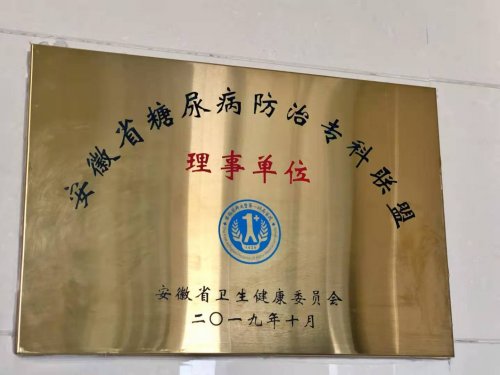 安徽省糖尿病防治专科联盟
理事单位
安徽省卫生健康委员会
二〇一九年十月